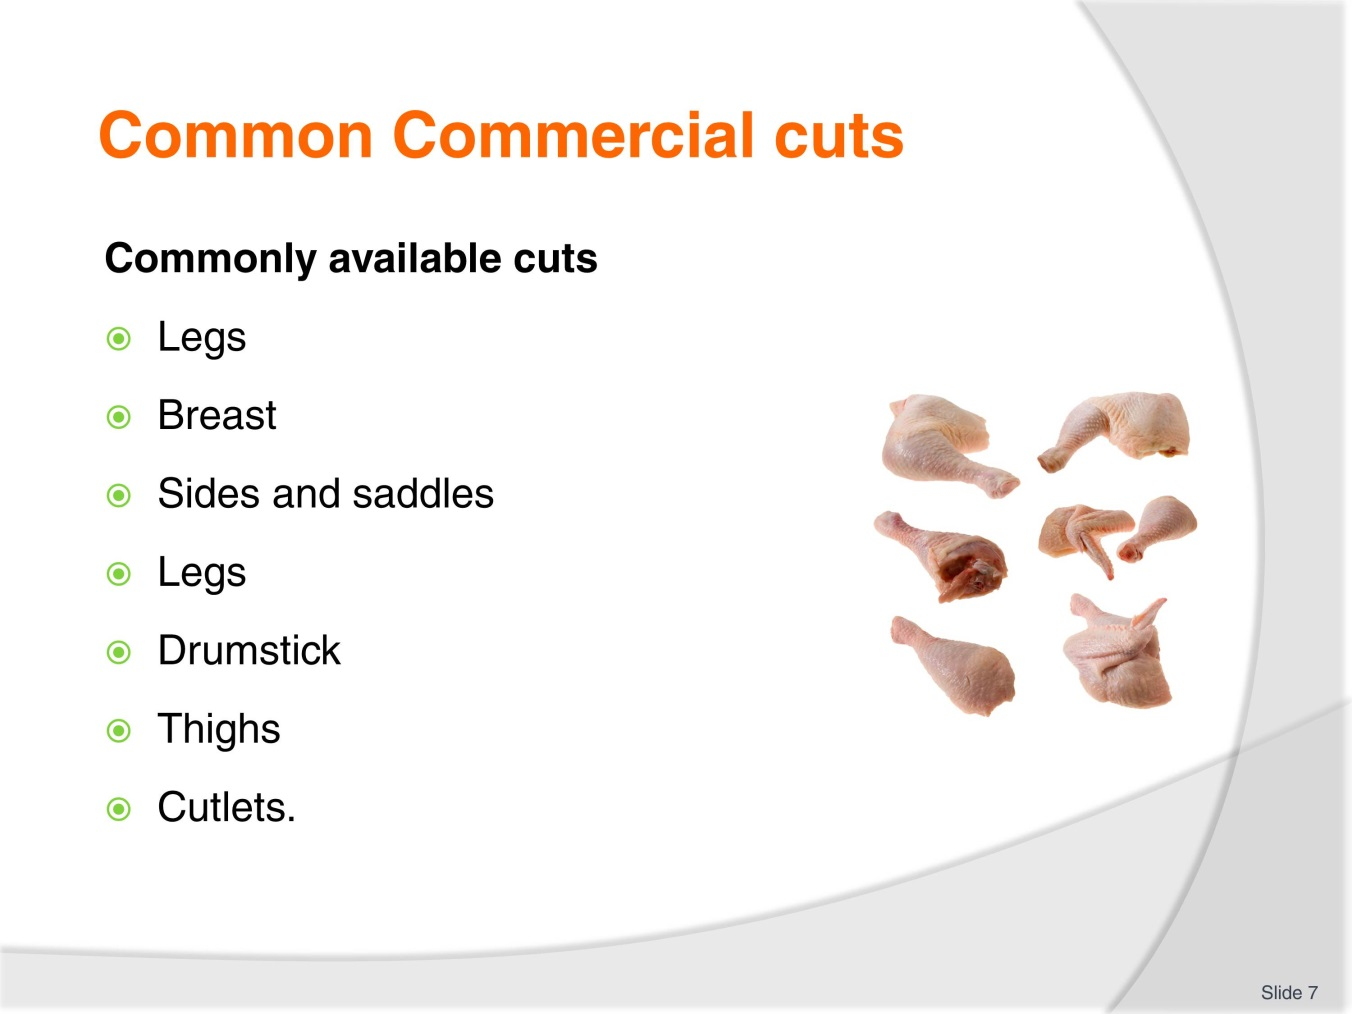 Common Commercial cuts
Commonly available cuts
Legs
Breast
Sides and saddles
Legs
Drumstick
Thighs
Cutlets.
Slide 7